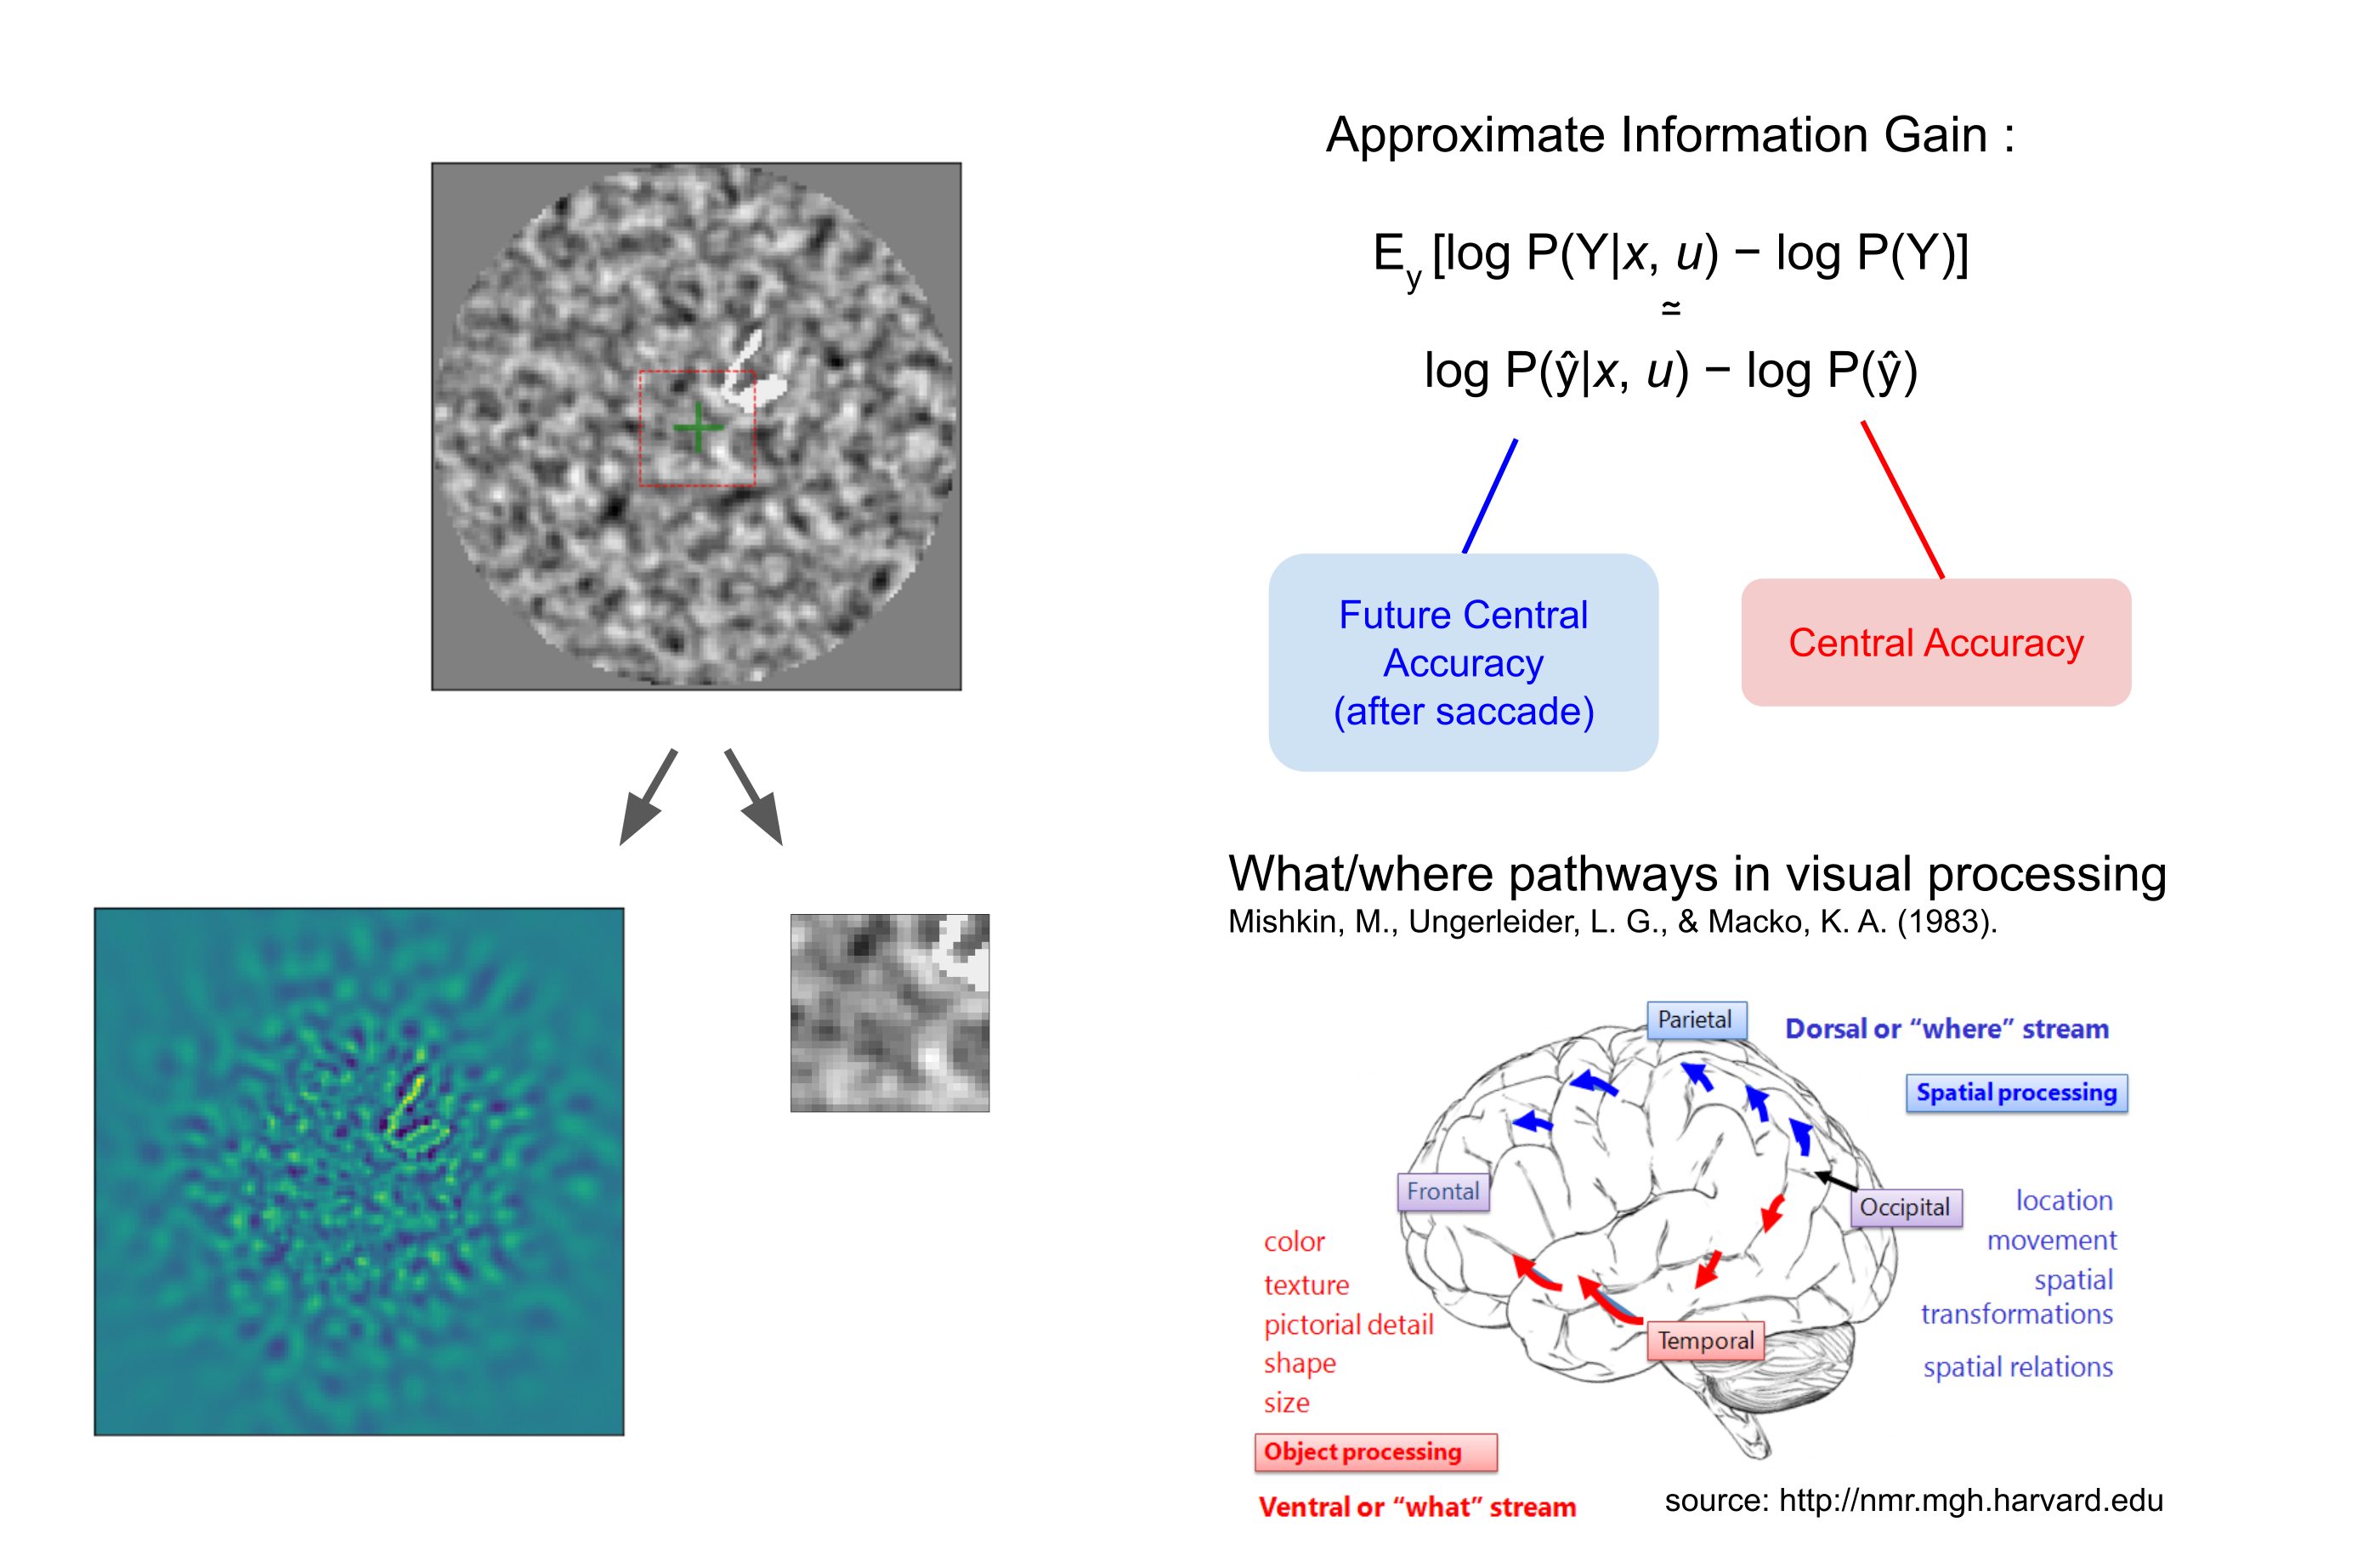 Approximate Information Gain :
E_y [log P(Y|x, u) − log P(Y)]
≃
log P(ŷ|x, u) − log P(ŷ)
Future Central
Accuracy
(after saccade)
Central Accuracy
What/where pathways in visual processing
Mishkin, M., Ungerleider, L. G., & Macko, K. A. (1983).
Parietal
Dorsal or “where” stream
Spatial processing
Frontal
Occipital
location
movement
spatial
transformations
spatial relations
color
texture
pictorial detail
shape
size
Temporal
Object processing
Ventral or “what” stream
source: http://nmr.mgh.harvard.edu